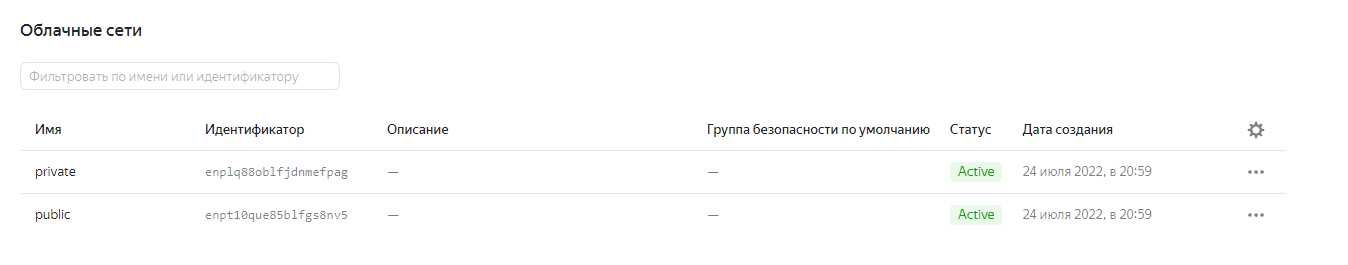 Облачные сети
Фильтровать по имени или идентификатору
Имя Идентификатор Описание Группа безопасности по умолчанию Статус Дата создания
private enplq88oblfjdnmefpag — — Active 24 июля 2022, в 20:59
public enpt10que85blfgs8nv5 — — Active 24 июля 2022, в 20:59